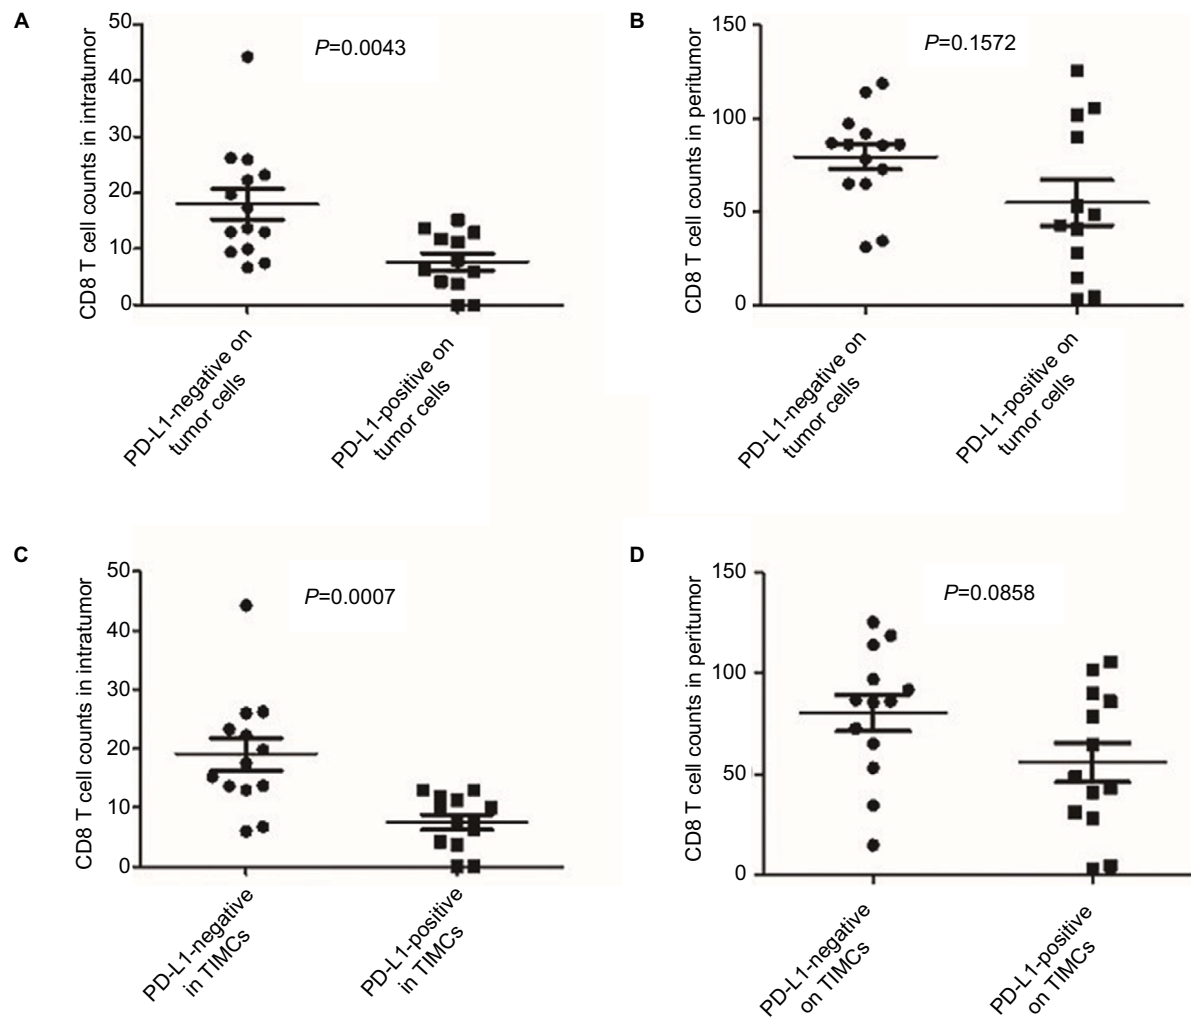 A
CD8 T cell counts in intratumor
50
40
30
20
10
0
P=0.0043
PD-L1-negative on
tumor cells
PD-L1-positive on
tumor cells
B
CD8 T cell counts in peritumor
150
100
50
0
P=0.1572
PD-L1-negative on
tumor cells
PD-L1-positive on
tumor cells
C
CD8 T cell counts in intratumor
50
40
30
20
10
0
P=0.0007
PD-L1-negative
in TIMCs
PD-L1-positive
in TIMCs
D
CD8 T cell counts in peritumor
150
100
50
0
P=0.0858
PD-L1-negative
on TIMCs
PD-L1-positive
on TIMCs